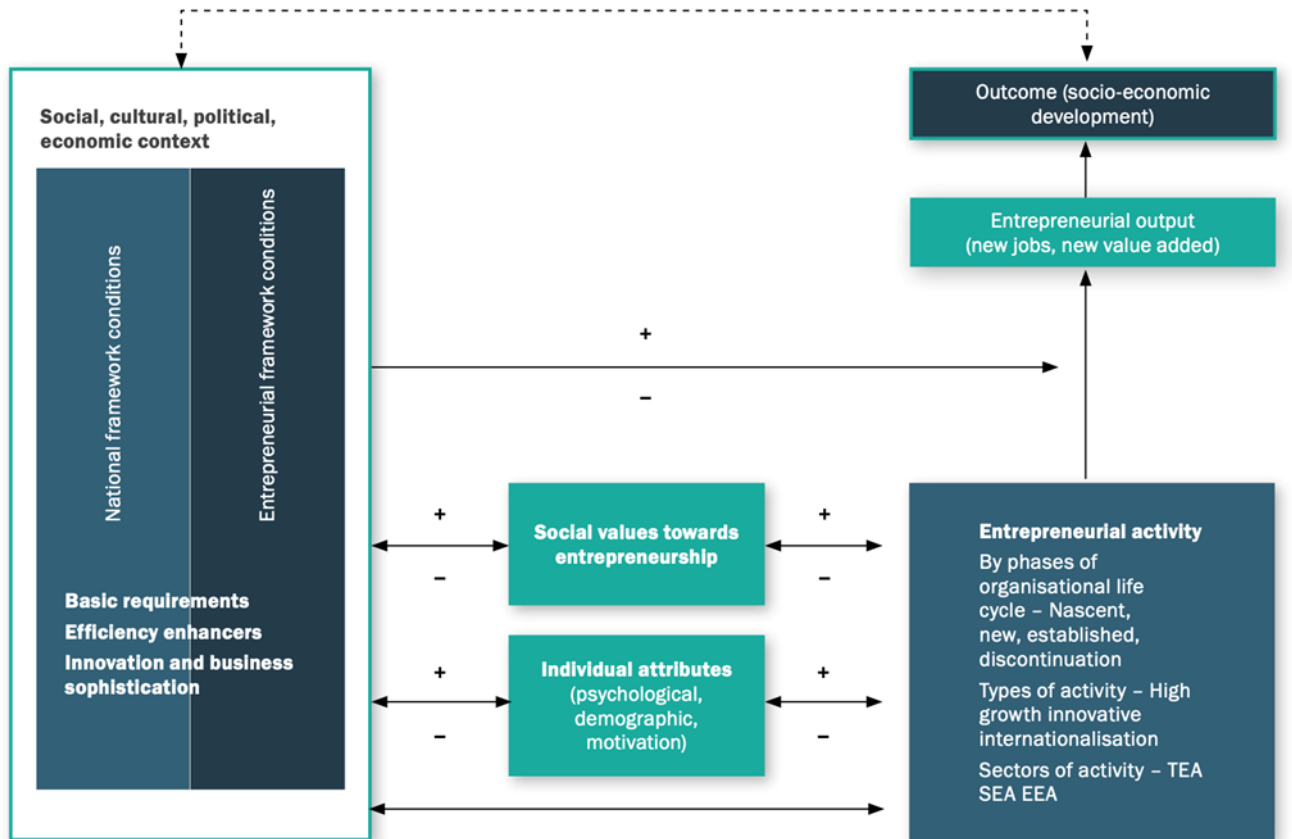 Social, cultural, political,
economic context
National framework conditions
Entrepreneurial framework conditions
Basic requirements
Efficiency enhancers
Innovation and business
sophistication
Outcome (socio-economic
development)
Entrepreneurial output
(new jobs, new value added)
+
–
+
–
Social values towards
entrepreneurship
+
–
+
–
Individual attributes
(psychological,
demographic,
motivation)
+
–
Entrepreneurial activity
By phases of
organisational life
cycle – Nascent,
new, established,
discontinuation
Types of activity – High
growth innovative
internationalisation
Sectors of activity – TEA
SEA EEA